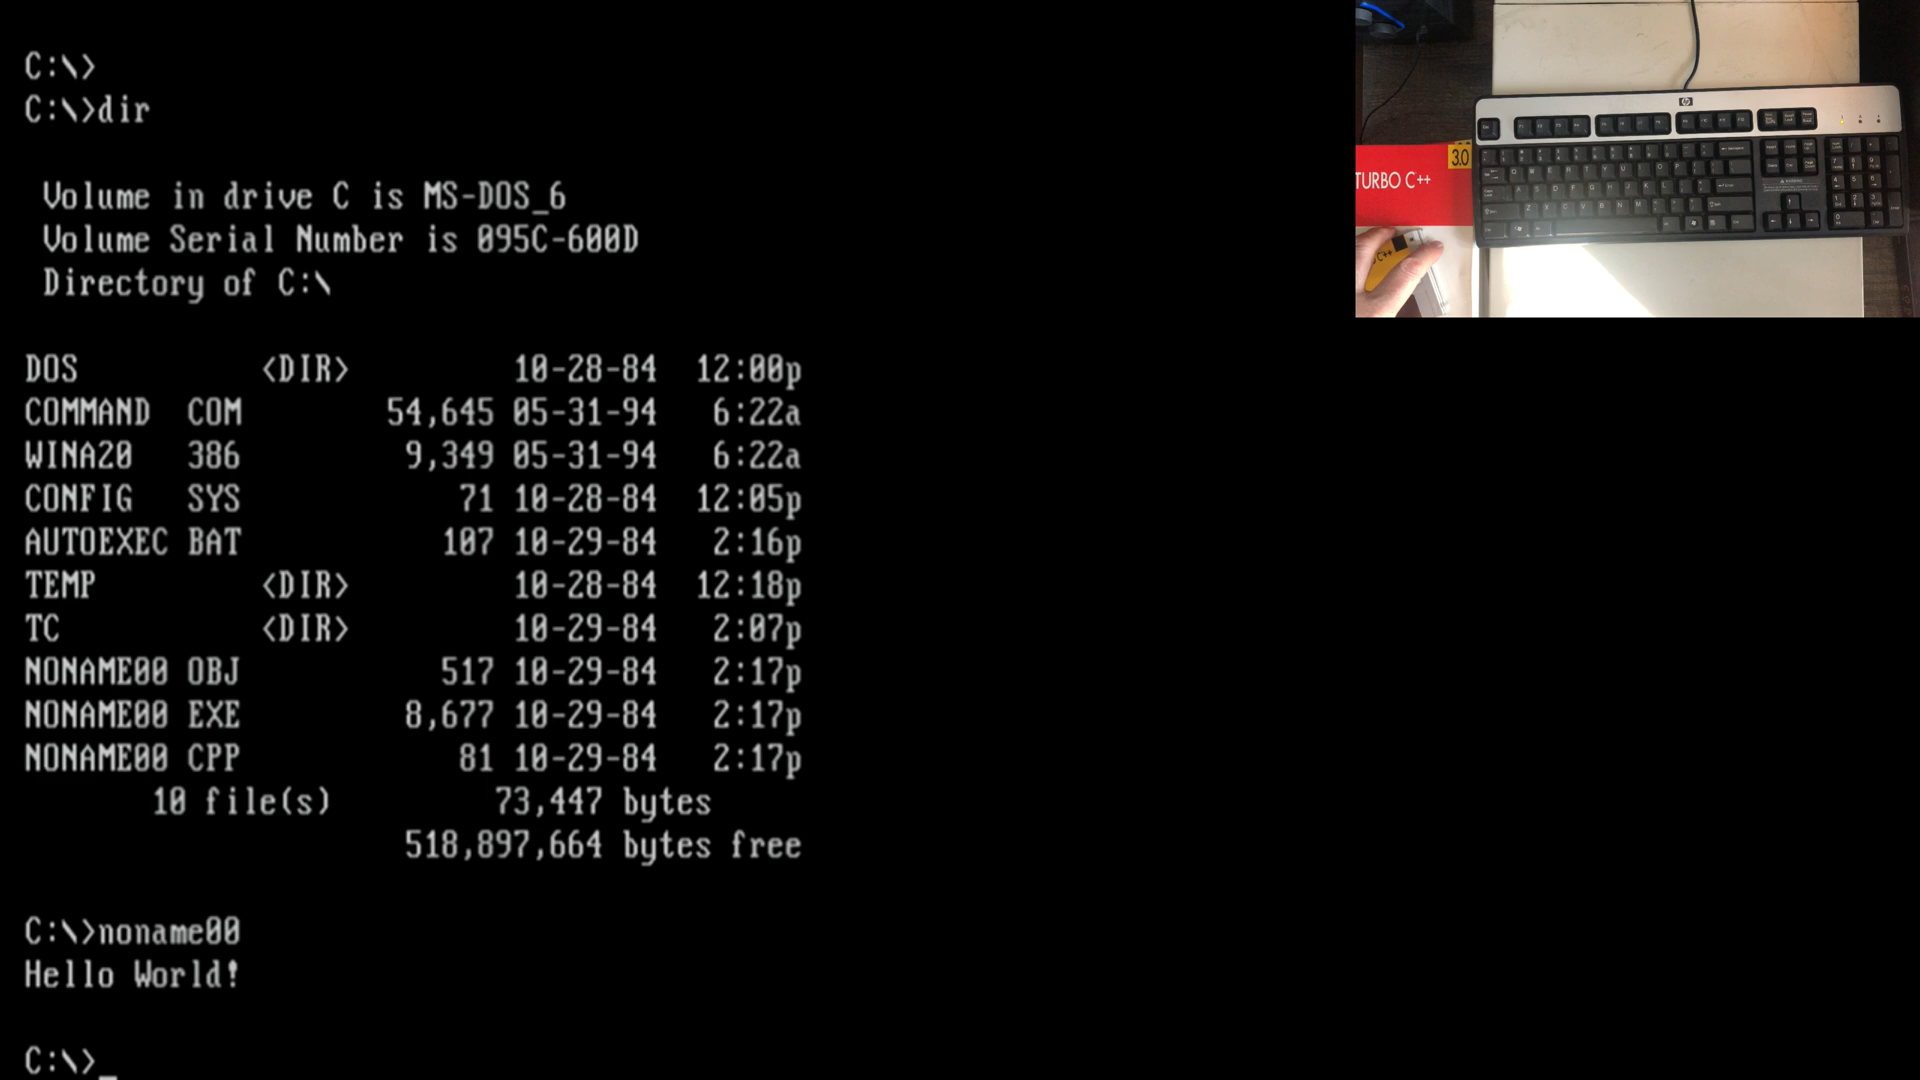 C:\>
C:\>dir
Volume in drive C is MS-DOS_6
Volume Serial Number is 095C-600D
Directory of C:\
DOS          <DIR>         10-28-84  12:00p
COMMAND  COM        54,645 05-31-94   6:22a
WINA20   386         9,349 05-31-94   6:22a
CONFIG   SYS            71 10-28-84  12:05p
AUTOEXEC BAT           107 10-29-84   2:16p
TEMP         <DIR>         10-28-84  12:18p
TC           <DIR>         10-29-84   2:07p
NONAME00 OBJ           517 10-29-84   2:17p
NONAME00 EXE         8,677 10-29-84   2:17p
NONAME00 CPP            81 10-29-84   2:17p
10 file(s)         73,447 bytes
518,897,664 bytes free
C:\>noname00
Hello World!
C:\>_
3.0
TURBO C++
C++
hp